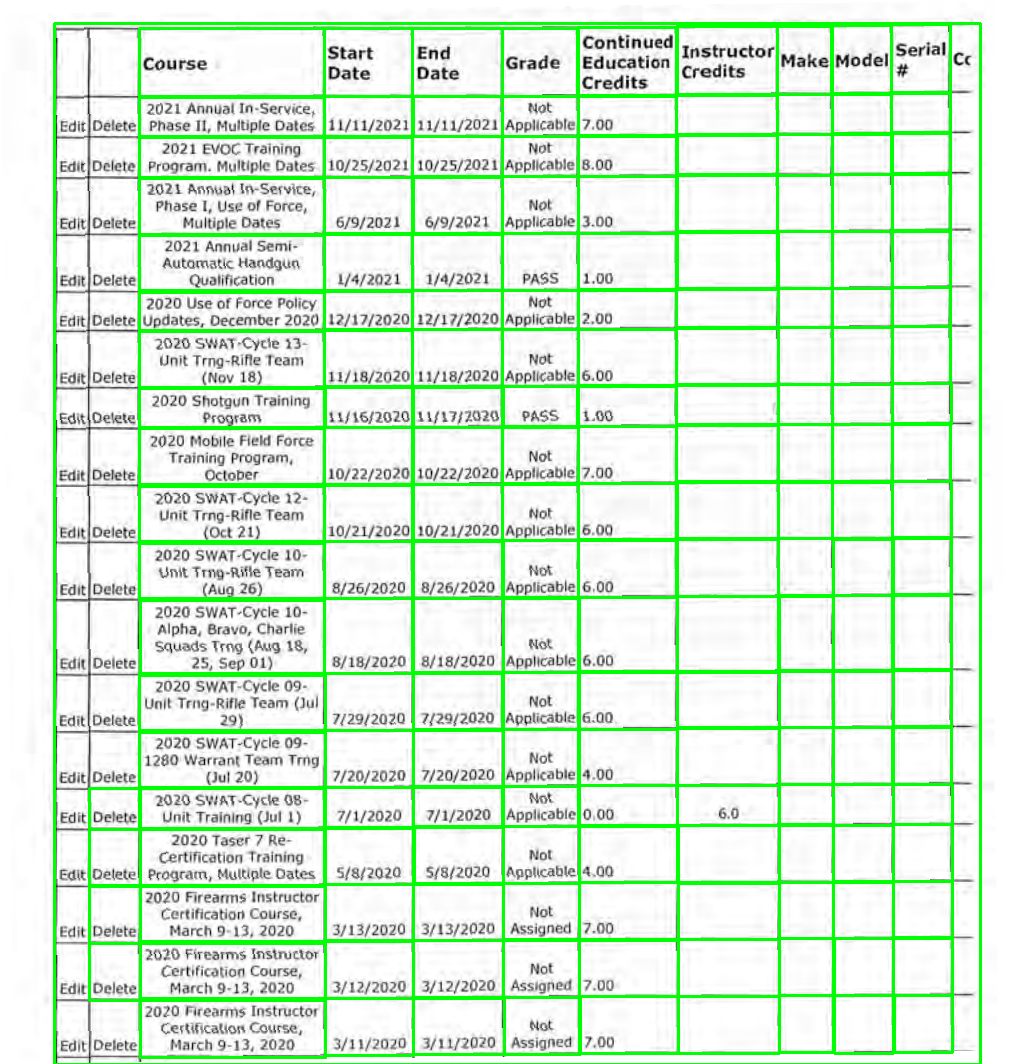 Course Start Date End Date Grade Continued Education Credits Instructor Credits Make Model Serial #
Edit Delete 2021 Annual In-Service, Phase II, Multiple Dates 11/11/2021 11/11/2021 Not Applicable 7.00
Edit Delete 2021 EVOC Training Program. Multiple Dates 10/25/2021 10/25/2021 Not Applicable 8.00
Edit Delete 2021 Annual In-Service, Phase I, Use of Force, Multiple Dates 6/9/2021 6/9/2021 Not Applicable 3.00
Edit Delete 2021 Annual Semi-Automatic Handgun Qualification 1/4/2021 1/4/2021 PASS 1.00
Edit Delete 2020 Use of Force Policy Updates, December 2020 12/17/2020 12/17/2020 Not Applicable 2.00
Edit Delete 2020 SWAT-Cycle 13-Unit Trng-Rifle Team (Nov 18) 11/18/2020 11/18/2020 Not Applicable 6.00
Edit Delete 2020 Shotgun Training Program 11/16/2020 11/17/2020 PASS 1.00
Edit Delete 2020 Mobile Field Force Training Program, October 10/22/2020 10/22/2020 Not Applicable 7.00
Edit Delete 2020 SWAT-Cycle 12-Unit Trng-Rifle Team (Oct 21) 10/21/2020 10/21/2020 Not Applicable 6.00
Edit Delete 2020 SWAT-Cycle 10-Unit Trng-Rifle Team (Aug 26) 8/26/2020 8/26/2020 Not Applicable 6.00
Edit Delete 2020 SWAT-Cycle 10-Alpha, Bravo, Charlie Squads Trng (Aug 18, 25, Sep 01) 8/18/2020 8/18/2020 Not Applicable 6.00
Edit Delete 2020 SWAT-Cycle 09-Unit Trng-Rifle Team (Jul 29) 7/29/2020 7/29/2020 Not Applicable 6.00
Edit Delete 2020 SWAT-Cycle 09-1280 Warrant Team Trng (Jul 20) 7/20/2020 7/20/2020 Not Applicable 4.00
Edit Delete 2020 SWAT-Cycle 08-Unit Training (Jul 1) 7/1/2020 7/1/2020 Not Applicable 0.00 6.0
Edit Delete 2020 Taser 7 Re-Certification Training Program, Multiple Dates 5/8/2020 5/8/2020 Not Applicable 4.00
Edit Delete 2020 Firearms Instructor Certification Course, March 9-13, 2020 3/13/2020 3/13/2020 Not Assigned 7.00
Edit Delete 2020 Firearms Instructor Certification Course, March 9-13, 2020 3/12/2020 3/12/2020 Not Assigned 7.00
Edit Delete 2020 Firearms Instructor Certification Course, March 9-13, 2020 3/11/2020 3/11/2020 Not Assigned 7.00